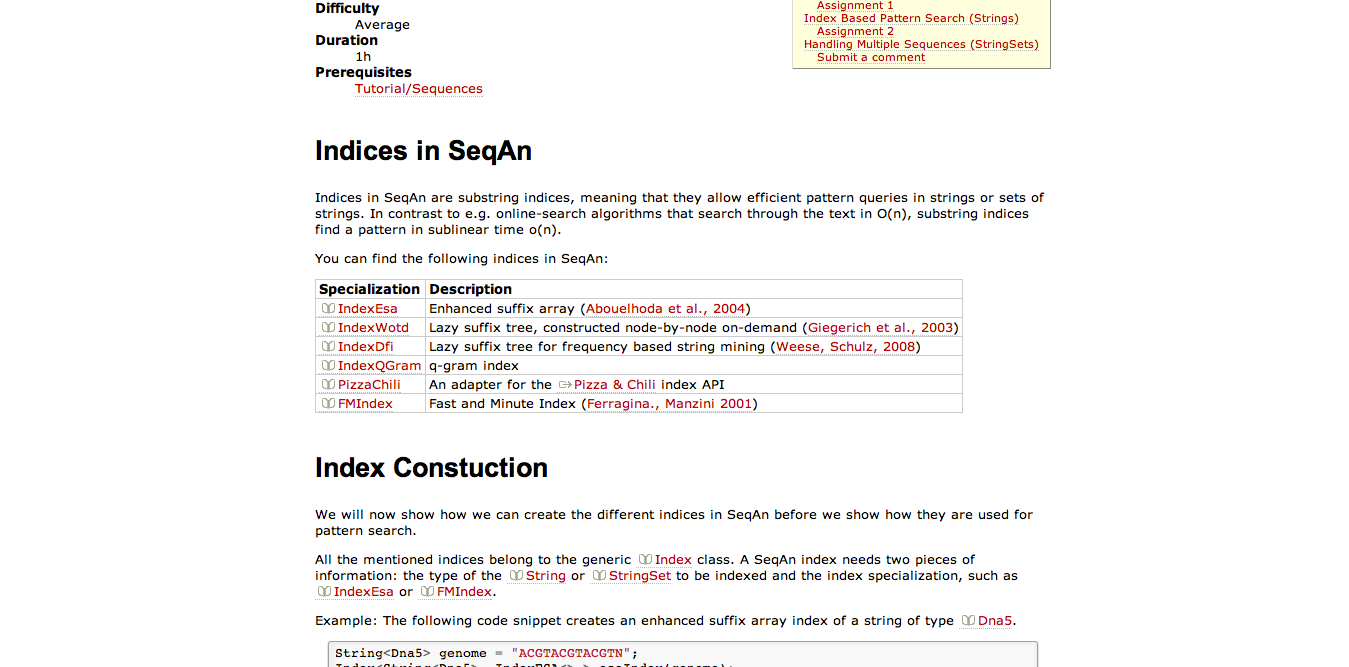 Difficulty
Average
Duration
1h
Prerequisites
Tutorial/Sequences
Assignment 1
Index Based Pattern Search (Strings)
Assignment 2
Handling Multiple Sequences (StringSets)
Submit a comment
Indices in SeqAn
Indices in SeqAn are substring indices, meaning that they allow efficient pattern queries in strings or sets of
strings. In contrast to e.g. online-search algorithms that search through the text in O(n), substring indices
find a pattern in sublinear time o(n).
You can find the following indices in SeqAn:
Specialization Description
IndexEsa Enhanced suffix array (Abouelhoda et al., 2004)
IndexWotd Lazy suffix tree, constructed node-by-node on-demand (Giegerich et al., 2003)
IndexDfi Lazy suffix tree for frequency based string mining (Weese, Schulz, 2008)
IndexQGram q-gram index
PizzaChili An adapter for the Pizza & Chili index API
FMIndex Fast and Minute Index (Ferragina., Manzini 2001)
Index Constuction
We will now show how we can create the different indices in SeqAn before we show how they are used for
pattern search.
All the mentioned indices belong to the generic Index class. A SeqAn index needs two pieces of
information: the type of the String or StringSet to be indexed and the index specialization, such as
IndexEsa or FMIndex.
Example: The following code snippet creates an enhanced suffix array index of a string of type Dna5.
String<Dna5> genome = "ACGTACGTACGTN";